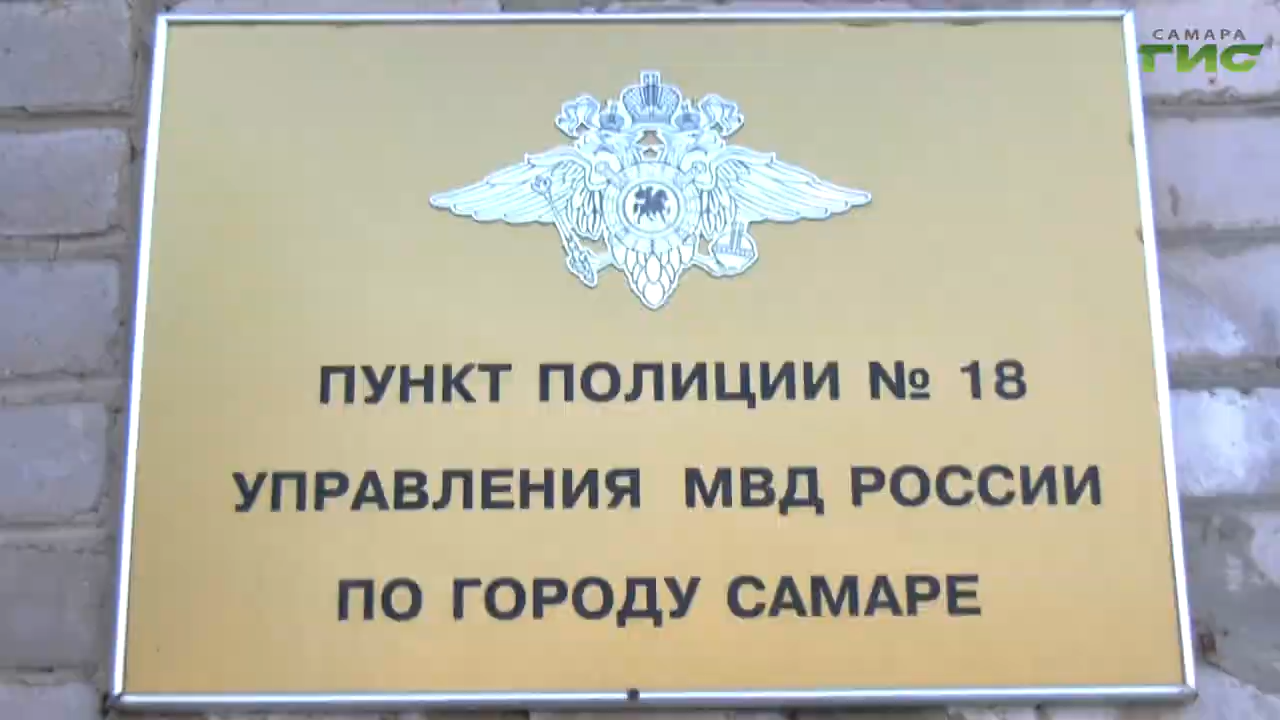 САМАРА
ГИС
ПУНКТ ПОЛИЦИИ № 18
УПРАВЛЕНИЯ МВД РОССИИ
ПО ГОРОДУ САМАРЕ